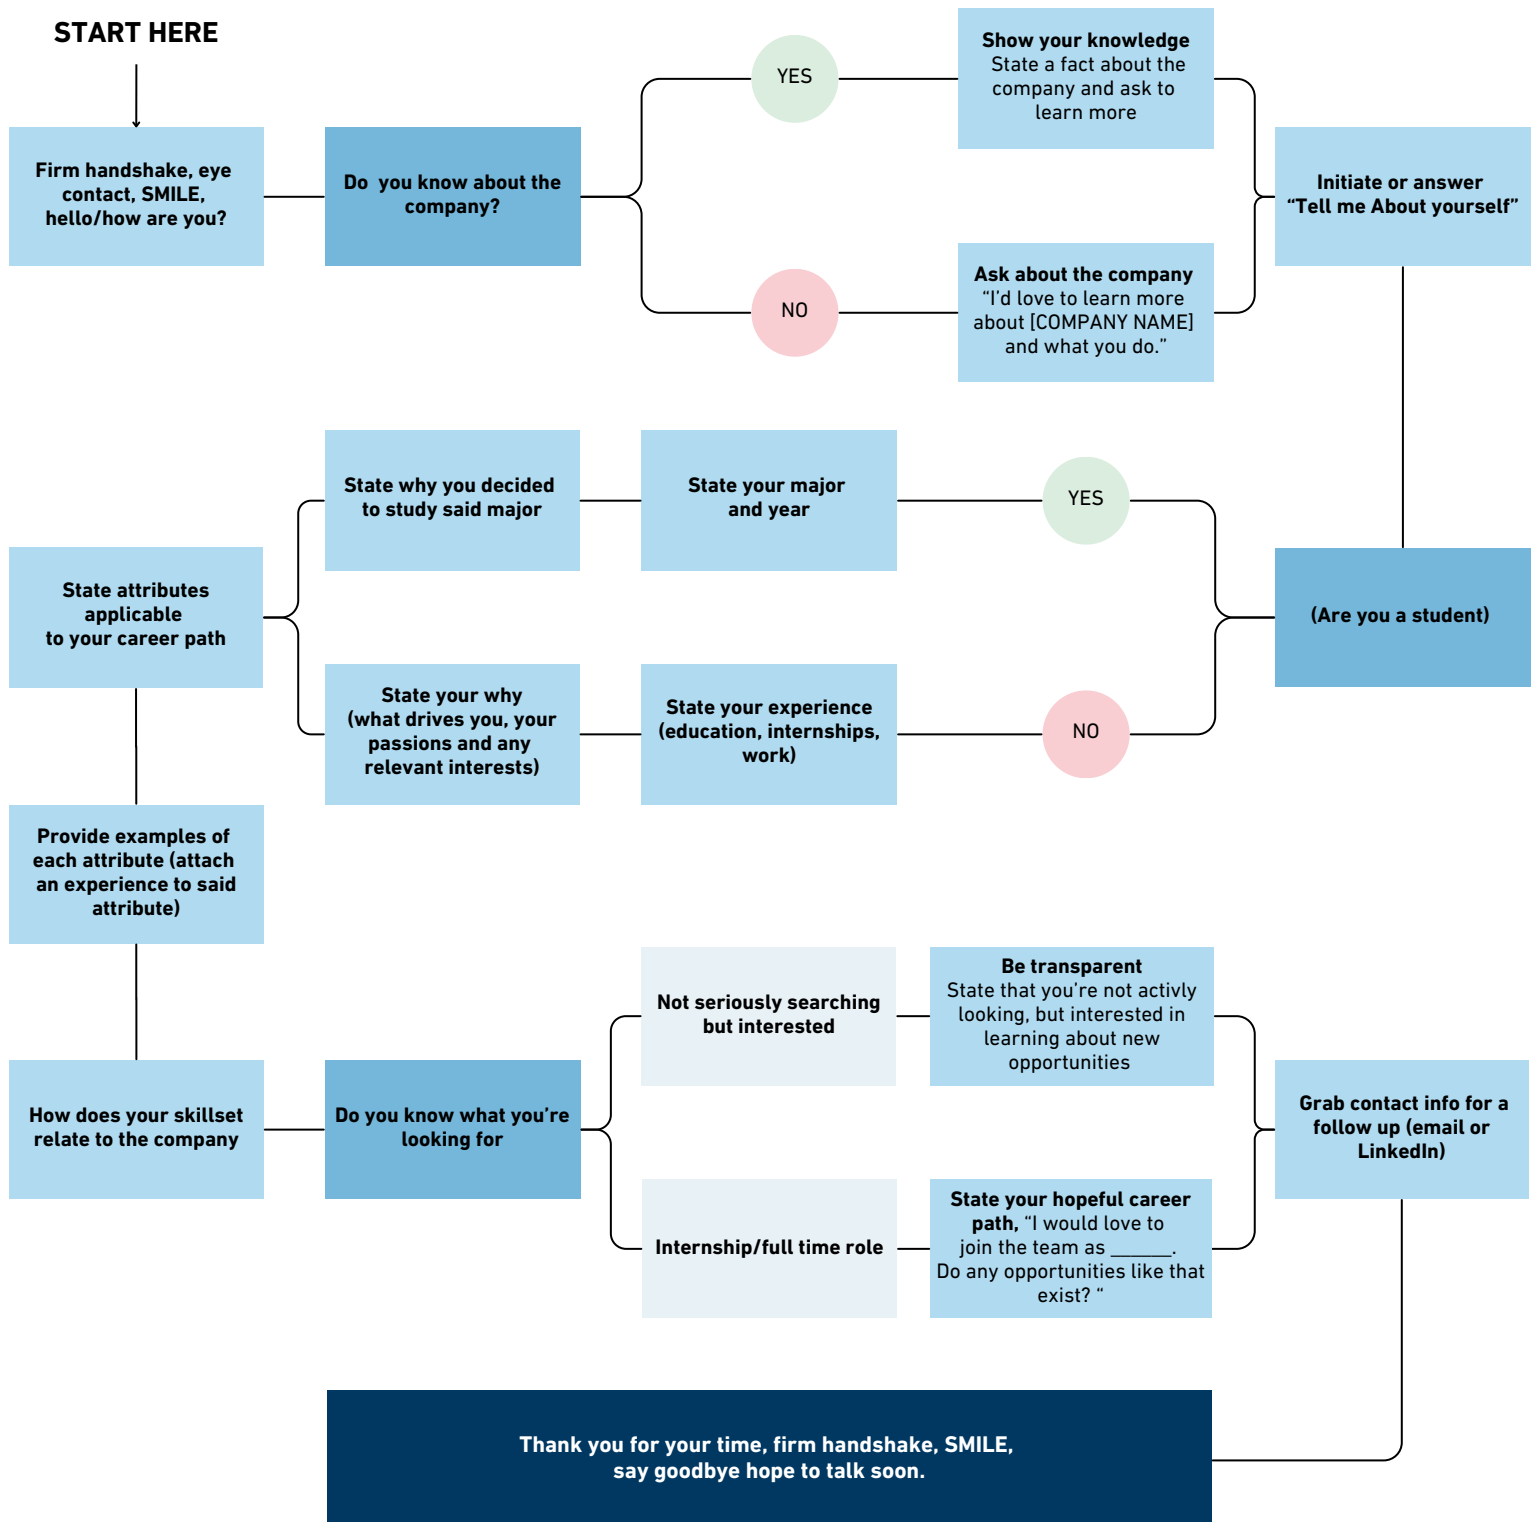 START HERE
Firm handshake, eye
contact, SMILE,
hello/how are you?
Do you know about the
company?
YES
Show your knowledge
State a fact about the
company and ask to
learn more
NO
Ask about the company
“I’d love to learn more
about [COMPANY NAME]
and what you do.”
Initiate or answer
“Tell me About yourself”
(Are you a student)
YES
State your major
and year
State why you decided
to study said major
NO
State your experience
(education, internships,
work)
State your why
(what drives you, your
passions and any
relevant interests)
State attributes
applicable
to your career path
Provide examples of
each attribute (attach
an experience to said
attribute)
How does your skillset
relate to the company
Do you know what you’re
looking for
Not seriously searching
but interested
Be transparent
State that you’re not activly
looking, but interested in
learning about new
opportunities
Internship/full time role
State your hopeful career
path, “I would love to
join the team as ______.
Do any opportunities like that
exist? “
Grab contact info for a
follow up (email or
LinkedIn)
Thank you for your time, firm handshake, SMILE,
say goodbye hope to talk soon.